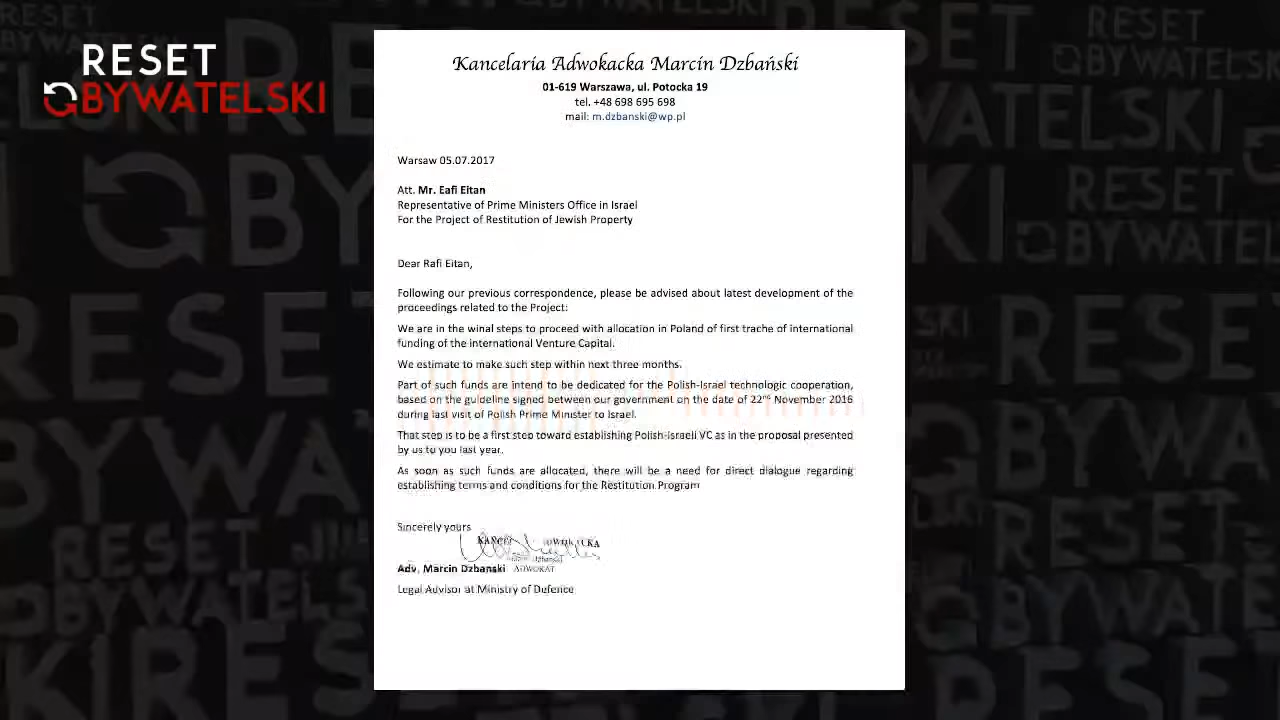 RESET
OBYWATELSKI
Kancelaria Adwokacka Marcin Dzbański
01-619 Warszawa, ul. Potocka 19
tel. +48 698 695 698
mail: m.dzbanski@wp.pl
Warsaw 05.07.2017
Att. Mr. Eafi Eitan
Representative of Prime Ministers Office in Israel
For the Project of Restitution of Jewish Property
Dear Rafi Eitan,
Following our previous correspondence, please be advised about latest development of the
proceedings related to the Project:
We are in the winal steps to proceed with allocation in Poland of first trache of international
funding of the international Venture Capital.
We estimate to make such step within next three months.
Part of such funds are intend to be dedicated for the Polish-Israel technologic cooperation,
based on the guideline signed between our government on the date of 22nd November 2016
during last visit of Polish Prime Minister to Israel.
That step is to be a first step toward establishing Polish-Israeli VC as in the proposal presented
by us to you last year.
As soon as such funds are allocated, there will be a need for direct dialogue regarding
establishing terms and conditions for the Restitution Program
Sincerely yours
Adv. Marcin Dzbanski ADWOKAT
Legal Advisor at Ministry of Defence